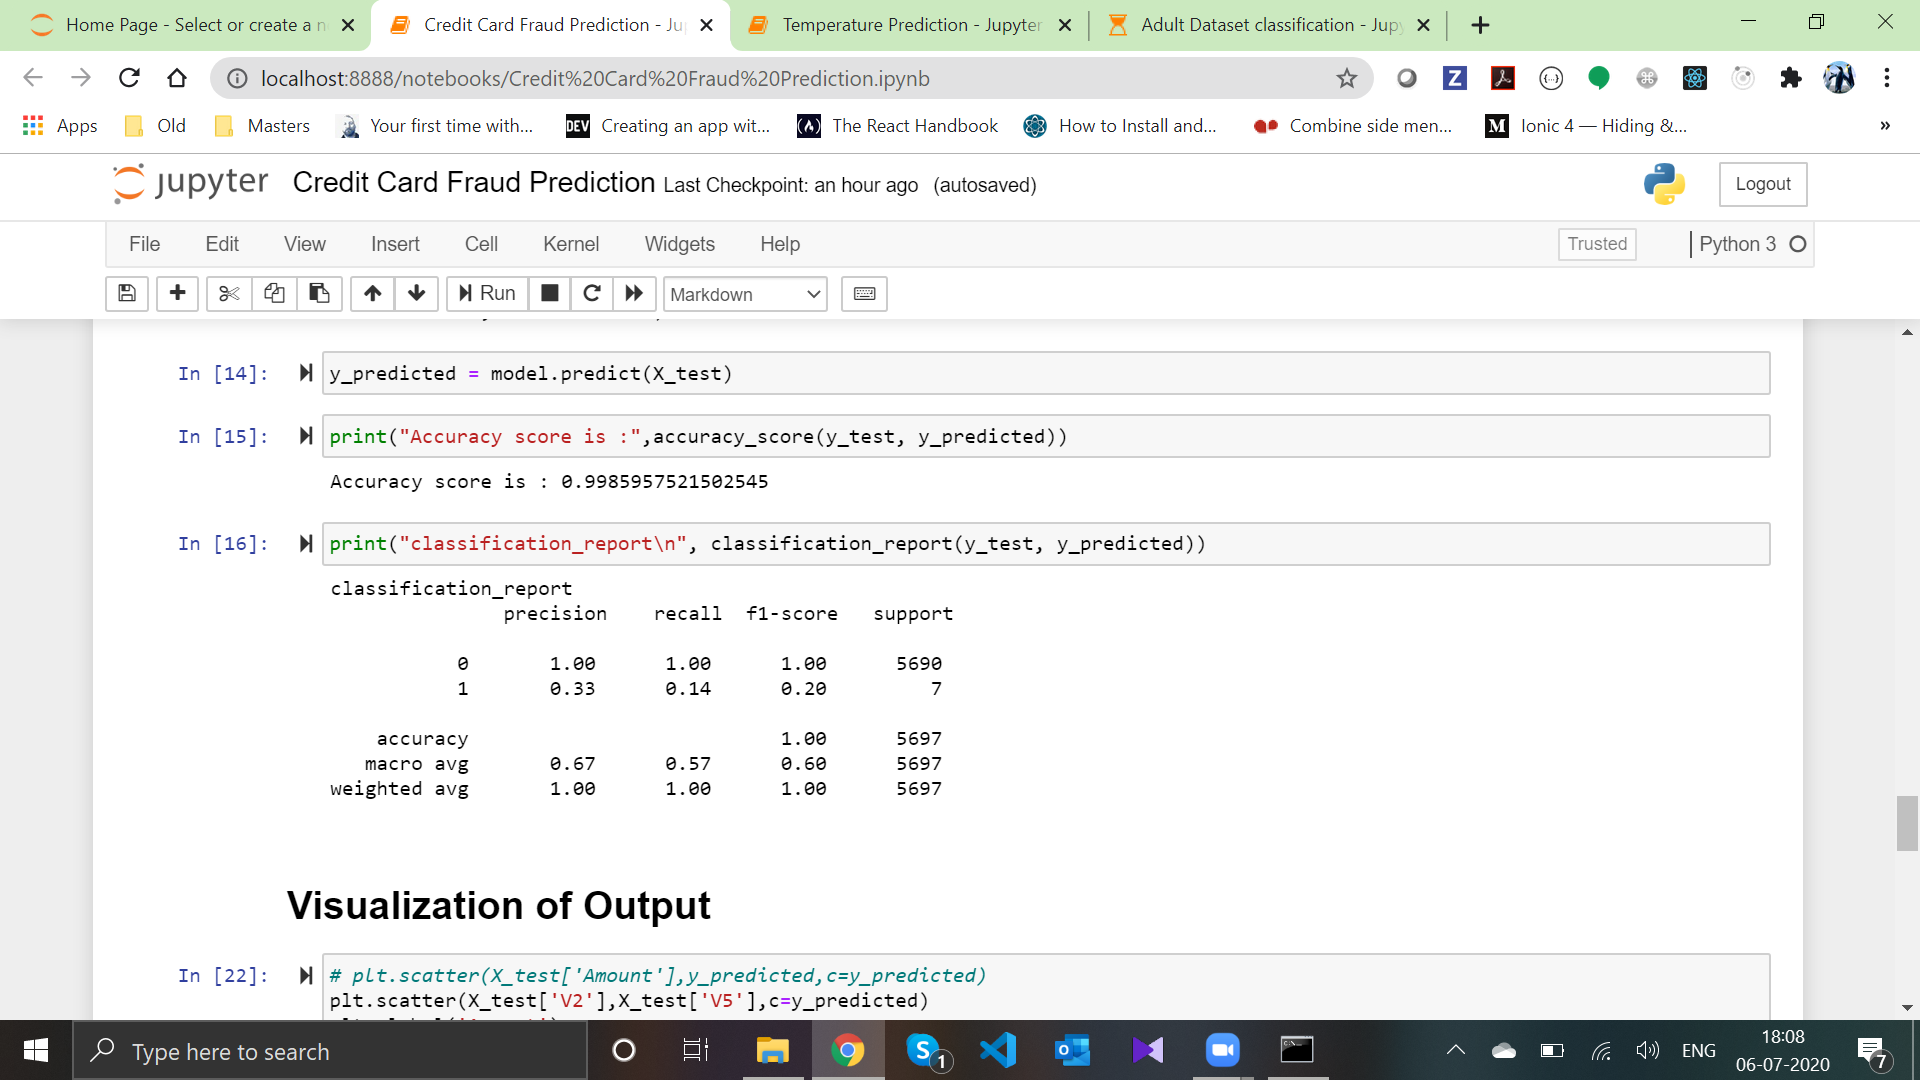 Home Page - Select or create a n
Credit Card Fraud Prediction - Ju
Temperature Prediction - Jupyter
Adult Dataset classification - Jupy
localhost:8888/notebooks/Credit%20Card%20Fraud%20Prediction.ipynb
Apps
Old
Masters
Your first time with...
DEV
Creating an app wit...
The React Handbook
How to Install and...
Combine side men...
M
Ionic 4 — Hiding &...
»
jupyter
Credit Card Fraud Prediction Last Checkpoint: an hour ago (autosaved)
Logout
File Edit View Insert Cell Kernel Widgets Help
Trusted
Python 3
Run
Markdown
In [14]: y_predicted = model.predict(X_test)
In [15]: print("Accuracy score is :",accuracy_score(y_test, y_predicted))
Accuracy score is : 0.9985957521502545
In [16]: print("classification_report\n", classification_report(y_test, y_predicted))
classification_report
precision recall f1-score support
0 1.00 1.00 1.00 5690
1 0.33 0.14 0.20 7
accuracy 1.00 5697
macro avg 0.67 0.57 0.60 5697
weighted avg 1.00 1.00 1.00 5697
Visualization of Output
In [22]: # plt.scatter(X_test['Amount'],y_predicted,c=y_predicted)
plt.scatter(X_test['V2'],X_test['V5'],c=y_predicted)
Type here to search
1
ENG
18:08
06-07-2020
7